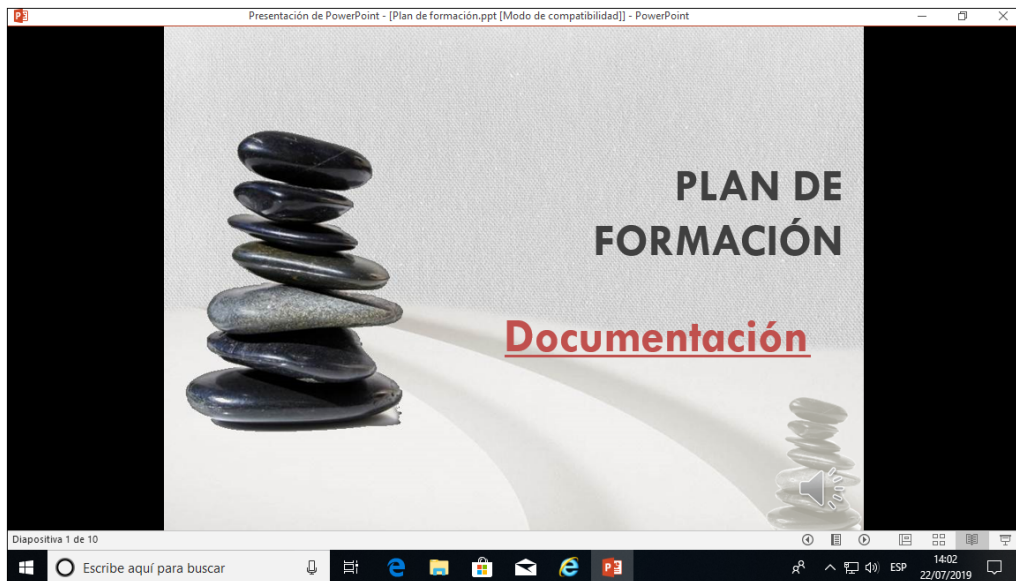 Presentación de PowerPoint - [Plan de formación.ppt [Modo de compatibilidad]] - PowerPoint
PLAN DE
FORMACIÓN
Documentación
Diapositiva 1 de 10
Escribe aquí para buscar
ESP
14:02
22/07/2019